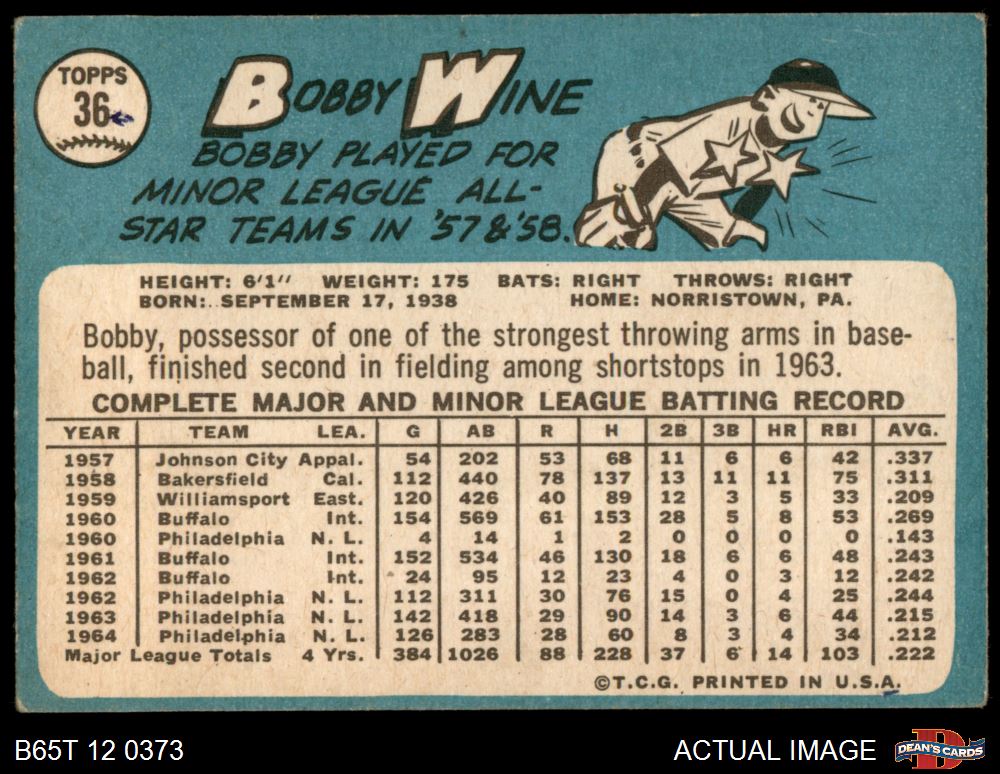 TOPPS
36
BOBBY WINE
BOBBY PLAYED FOR
MINOR LEAGUE ALL-
STAR TEAMS IN '57 & '58.
HEIGHT: 6'1" WEIGHT: 175 BATS: RIGHT THROWS: RIGHT
BORN: SEPTEMBER 17, 1938 HOME: NORRISTOWN, PA.
Bobby, possessor of one of the strongest throwing arms in base-
ball, finished second in fielding among shortstops in 1963.
COMPLETE MAJOR AND MINOR LEAGUE BATTING RECORD
YEAR TEAM LEA. G AB R H 2B 3B HR RBI AVG.
1957 Johnson City Appal. 54 202 53 68 11 6 6 42 .337
1958 Bakersfield Cal. 112 440 78 137 13 11 11 75 .311
1959 Williamsport East. 120 426 40 89 12 3 5 33 .209
1960 Buffalo Int. 154 569 61 153 28 5 8 53 .269
1960 Philadelphia N. L. 4 14 1 2 0 0 0 0 .143
1961 Buffalo Int. 152 534 46 130 18 6 6 48 .243
1962 Buffalo Int. 24 95 12 23 4 0 3 12 .242
1962 Philadelphia N. L. 112 311 30 76 15 0 4 25 .244
1963 Philadelphia N. L. 142 418 29 90 14 3 6 44 .215
1964 Philadelphia N. L. 126 283 28 60 8 3 4 34 .212
Major League Totals 4 Yrs. 384 1026 88 228 37 6 14 103 .222
©T.C.G. PRINTED IN U.S.A.
B65T 12 0373
ACTUAL IMAGE
DEAN'S CARDS